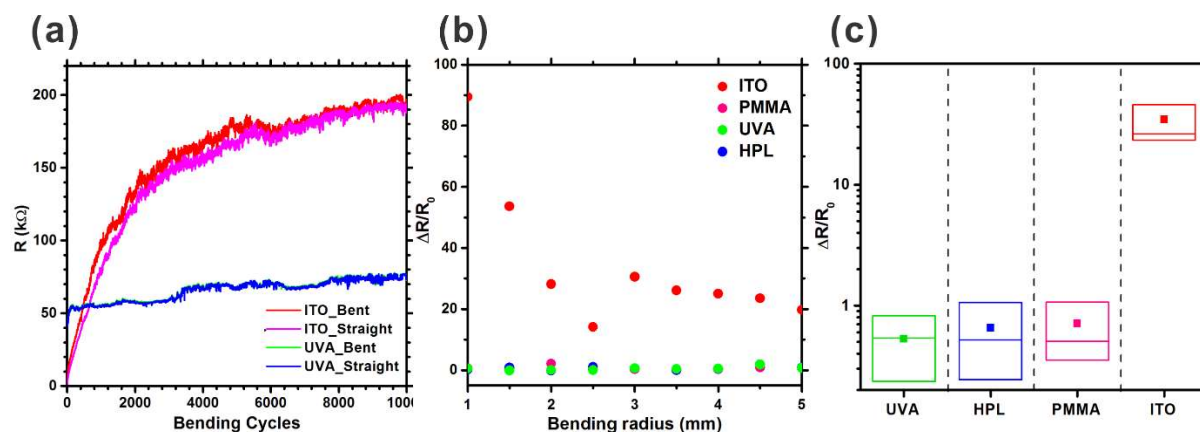 (a)
(b)
(c)
200
150
100
50
0
R (kΩ)
0
2000
4000
6000
8000
10000
Bending Cycles
ITO_Bent
ITO_Straight
UVA_Bent
UVA_Straight
100
80
60
40
20
0
ΔR/R0
1
2
3
4
5
Bending radius (mm)
ITO
PMMA
UVA
HPL
100
10
1
ΔR/R0
UVA
HPL
PMMA
ITO